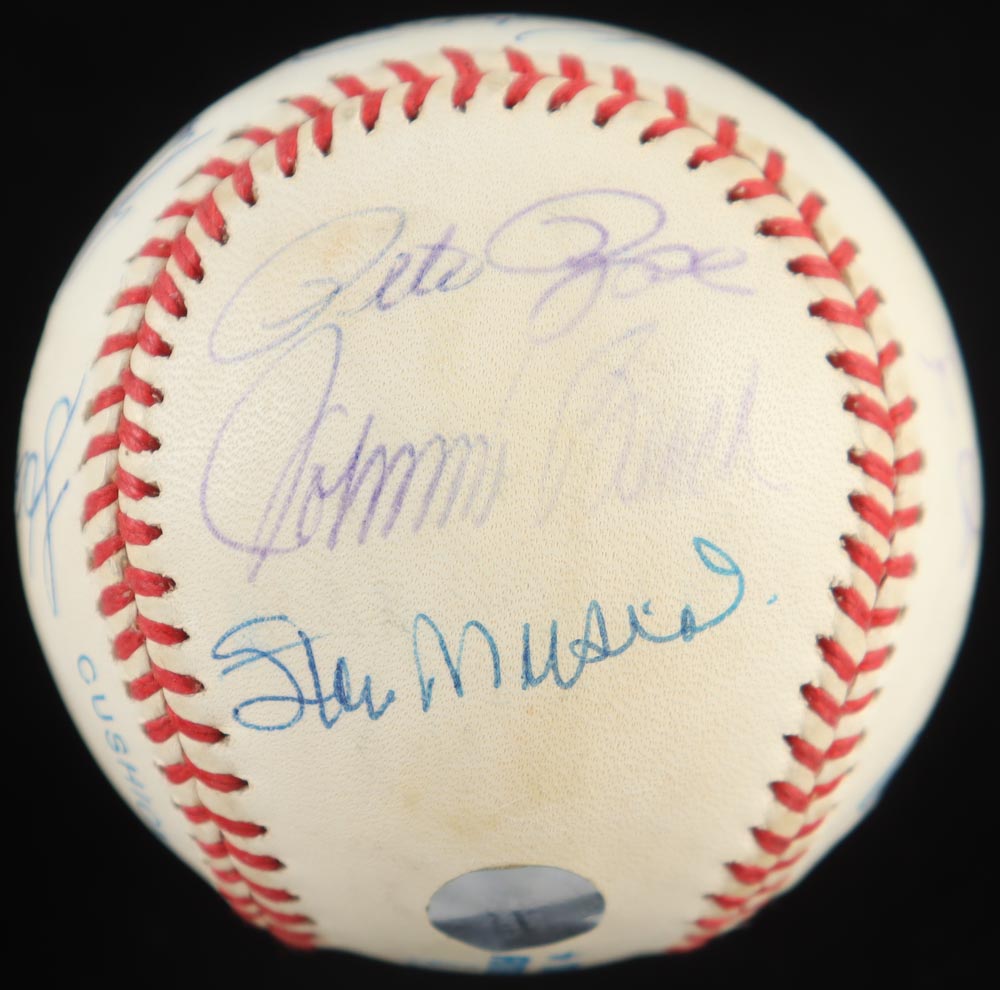 Pete Rose
Johnny Bench
Stan Musial
CUSHIO